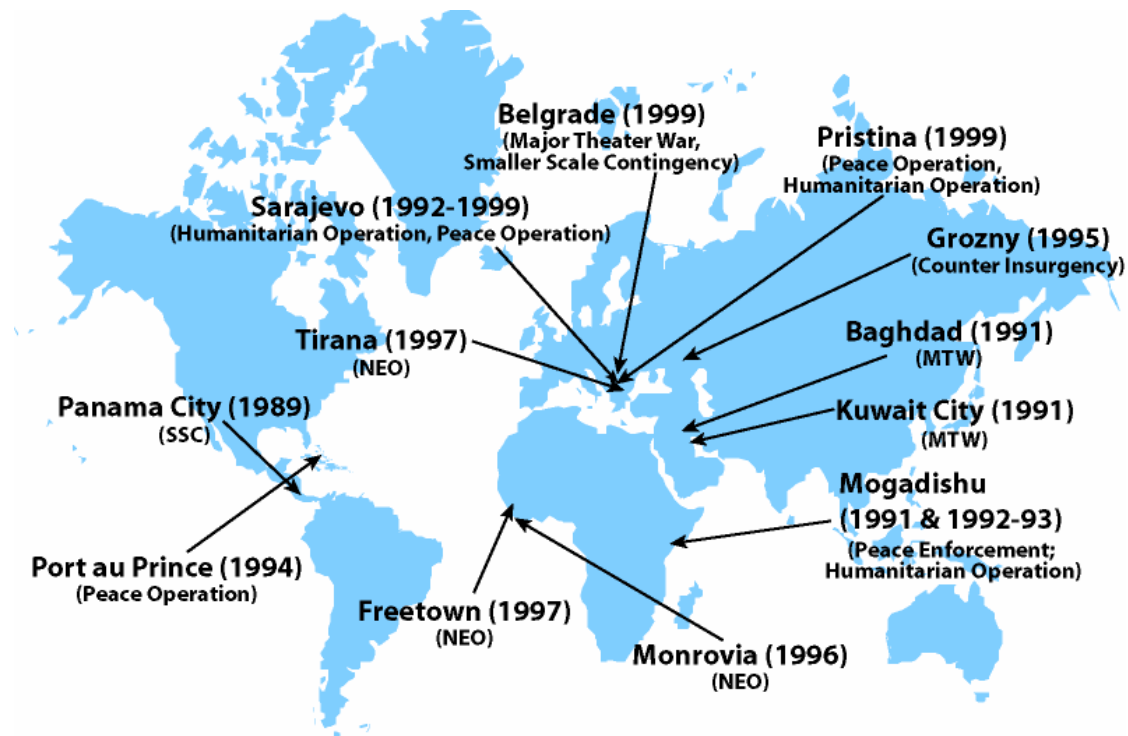 Belgrade (1999)
(Major Theater War,
Smaller Scale Contingency)
Pristina (1999)
(Peace Operation,
Humanitarian Operation)
Sarajevo (1992-1999)
(Humanitarian Operation, Peace Operation)
Grozny (1995)
(Counter Insurgency)
Tirana (1997)
(NEO)
Baghdad (1991)
(MTW)
Panama City (1989)
(SSC)
Kuwait City (1991)
(MTW)
Mogadishu
(1991 & 1992-93)
(Peace Enforcement;
Humanitarian Operation)
Port au Prince (1994)
(Peace Operation)
Freetown (1997)
(NEO)
Monrovia (1996)
(NEO)